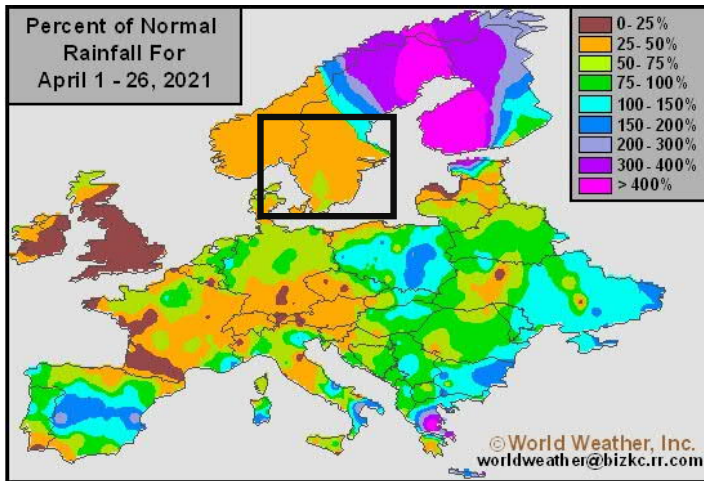 Percent of Normal
Rainfall For
April 1 - 26, 2021
0 - 25%
25 - 50%
50 - 75%
75 - 100%
100 - 150%
150 - 200%
200 - 300%
300 - 400%
> 400%
© World Weather, Inc.
worldweather@bizkc.rr.com